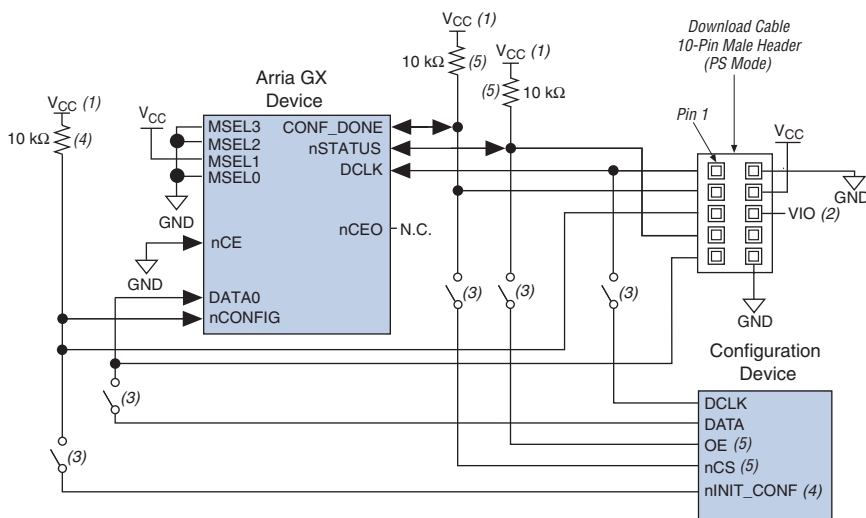 VCC (1)
10 kΩ
(5)
VCC (1)
(5)
10 kΩ
Download Cable
10-Pin Male Header
(PS Mode)
Pin 1
VCC
Arria GX
Device
VCC (1)
10 kΩ
(4)
VCC
MSEL3
MSEL2
MSEL1
MSEL0
GND
CONF_DONE
nSTATUS
DCLK
nCE
GND
nCEO
N.C.
DATA0
nCONFIG
GND
VIO (2)
GND
(3)
(3)
(3)
(3)
(3)
Configuration
Device
DCLK
DATA
OE (5)
nCS (5)
nINIT_CONF (4)